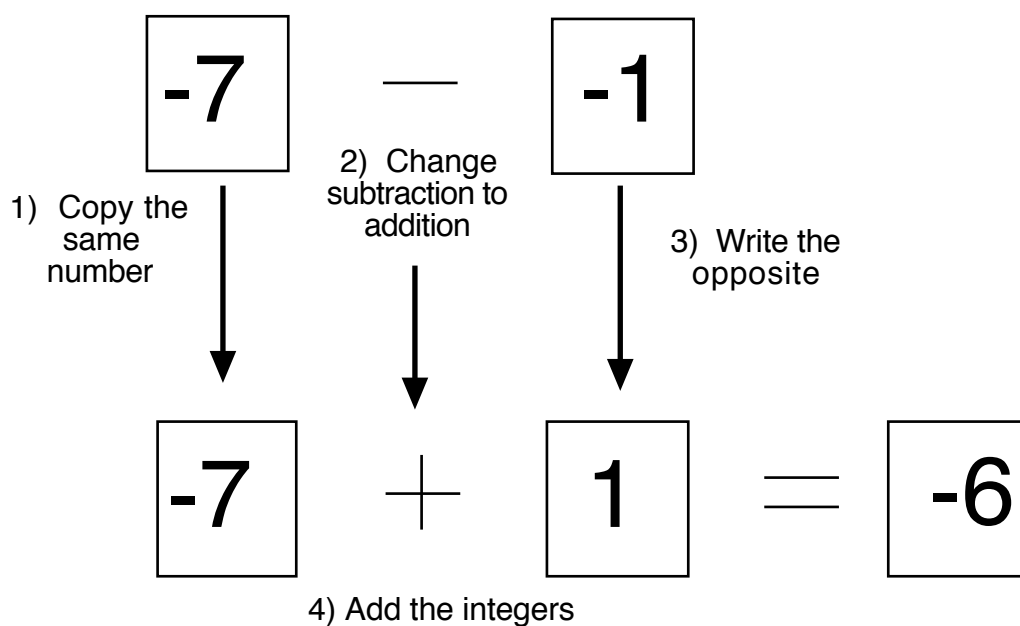 -7 — -1
2) Change
subtraction to
addition
1) Copy the
same
number
3) Write the
opposite
-7 + 1 = -6
4) Add the integers